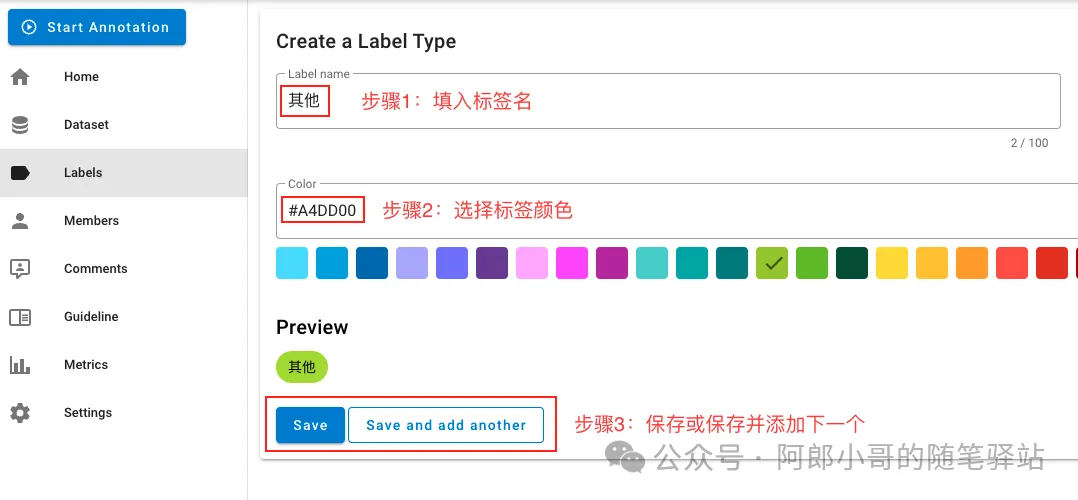 Start Annotation
Home
Dataset
Labels
Members
Comments
Guideline
Metrics
Settings
Create a Label Type
Label name
其他 步骤1：填入标签名
2 / 100
Color
#A4DD00 步骤2：选择标签颜色
Preview
其他
Save Save and add another 步骤3：保存或保存并添加下一个
公众号 · 阿郎小哥的随笔驿站